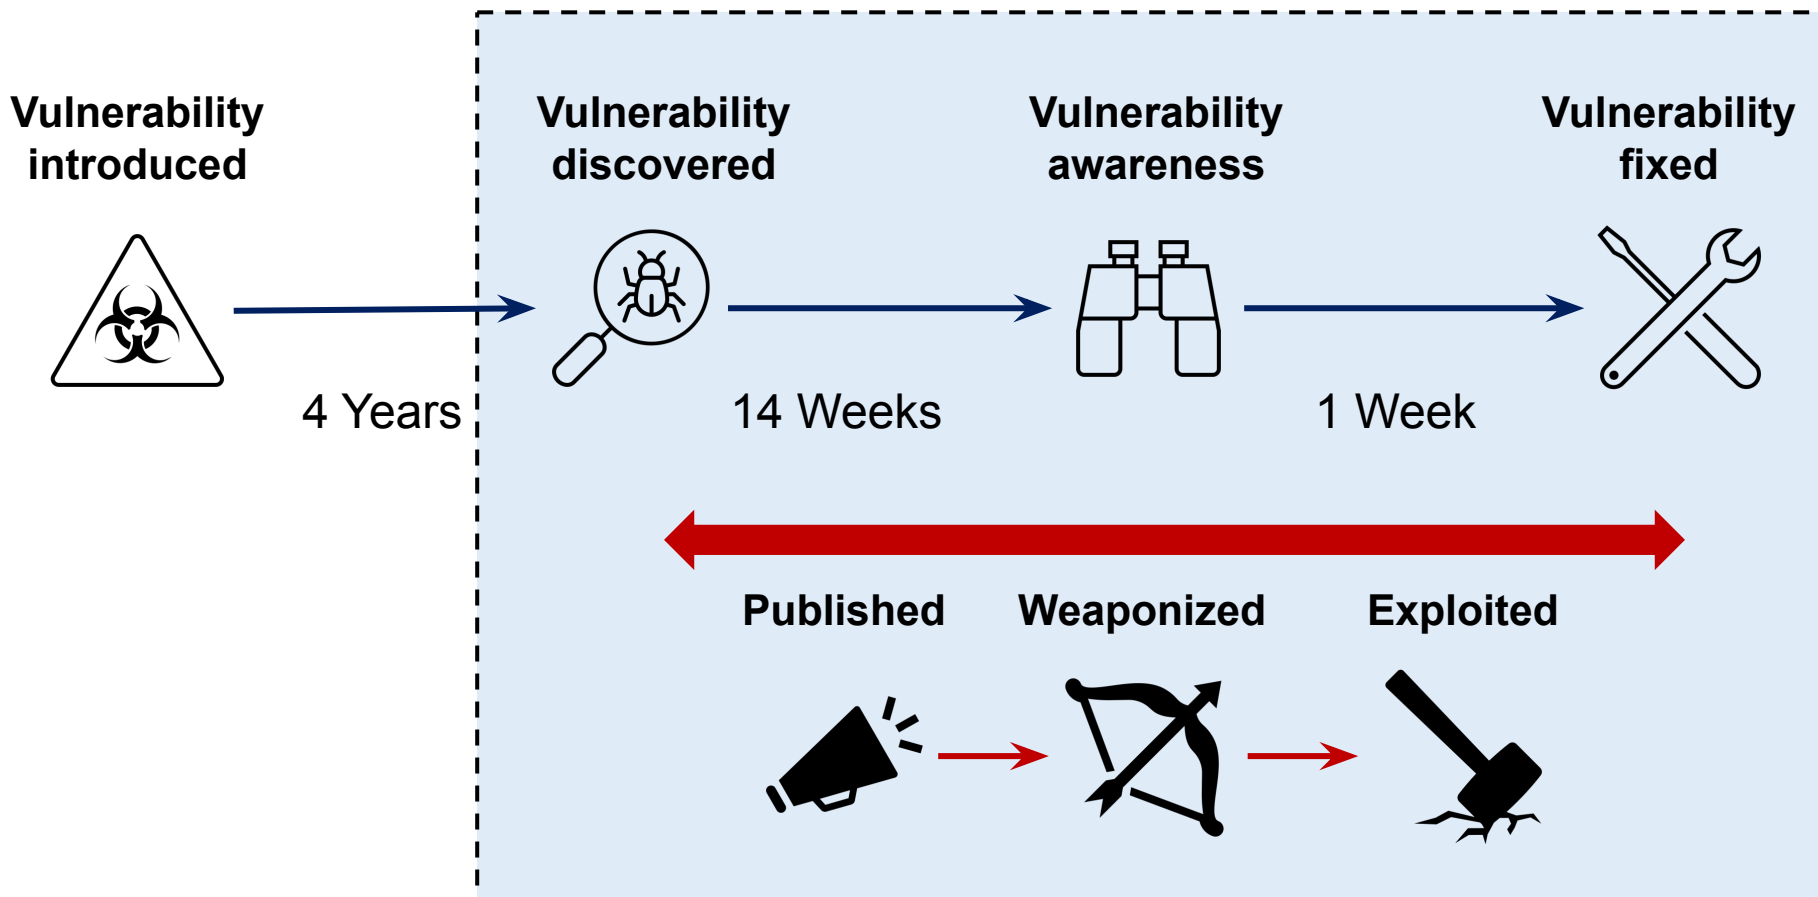 Vulnerability
introduced
Vulnerability
discovered
Vulnerability
awareness
Vulnerability
fixed
4 Years
14 Weeks
1 Week
Published
Weaponized
Exploited